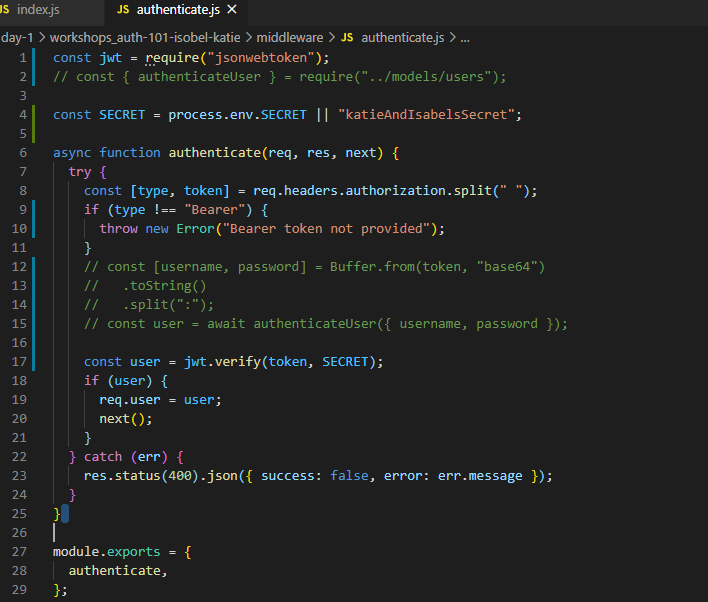 JS index.js JS authenticate.js ×
day-1 > workshops_auth-101-isobel-katie > middleware > JS authenticate.js > ...
1 const jwt = require("jsonwebtoken");
2 // const { authenticateUser } = require("../models/users");
3
4 const SECRET = process.env.SECRET || "katieAndIsabelsSecret";
5
6 async function authenticate(req, res, next) {
7 try {
8 const [type, token] = req.headers.authorization.split(" ");
9 if (type !== "Bearer") {
10 throw new Error("Bearer token not provided");
11 }
12 // const [username, password] = Buffer.from(token, "base64")
13 //   .toString()
14 //   .split(":");
15 // const user = await authenticateUser({ username, password });
16
17 const user = jwt.verify(token, SECRET);
18 if (user) {
19 req.user = user;
20 next();
21 }
22 } catch (err) {
23 res.status(400).json({ success: false, error: err.message });
24 }
25 }
26
27 module.exports = {
28 authenticate,
29 };